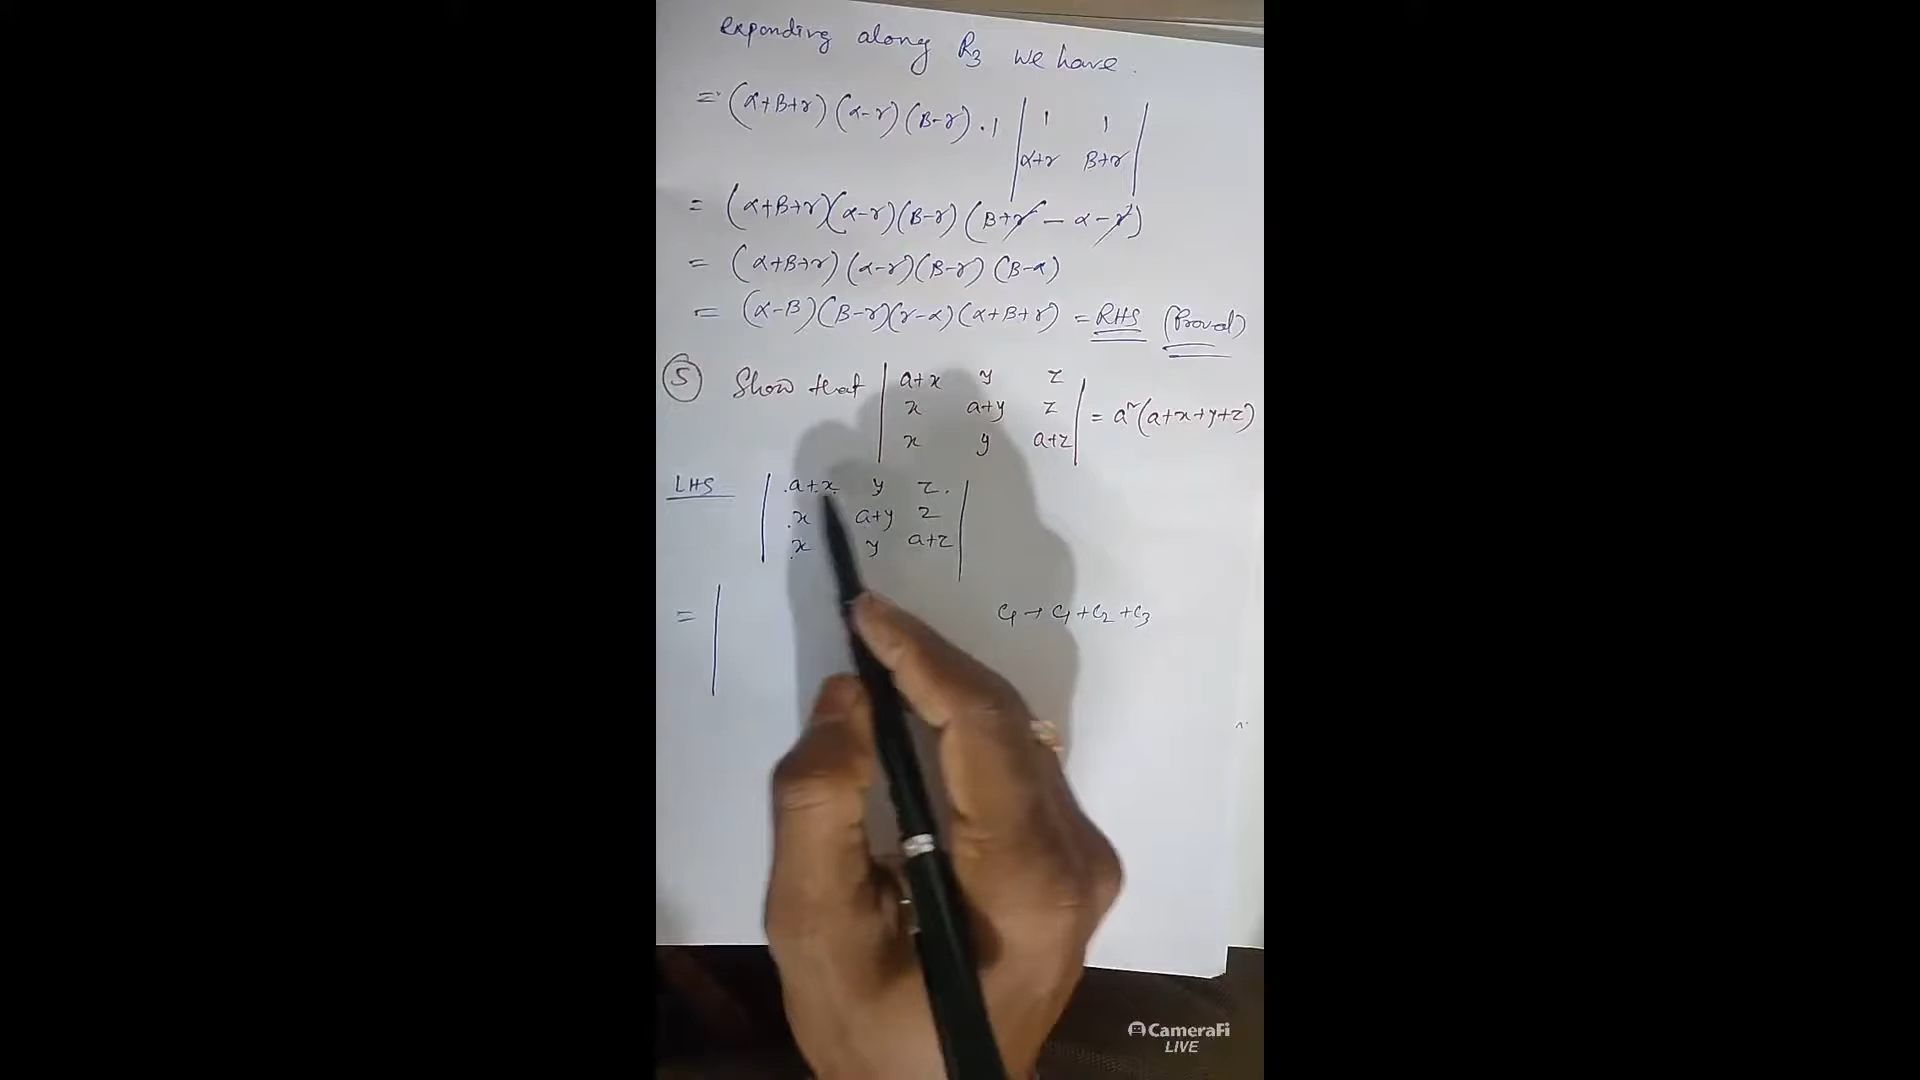 exponding along R3 we have.
= (α+β+γ) (α-γ) (β-γ) .1 | 1 1 |
| α+γ β+γ |
= (α+β+γ)(α-γ)(β-γ) (β+γ - α-γ)
= (α+β+γ) (α-γ)(β-γ) (β-α)
= (α-β)(β-γ)(γ-α)(α+β+γ) = RHS (Proved)
5 Show that | a+x y z |
| x a+y z | = a²(a+x+y+z)
| x y a+z |
LHS | a+x y z |
| x a+y z |
| x y a+z |
= | C1→C1+C2+C3
CameraFi
LIVE